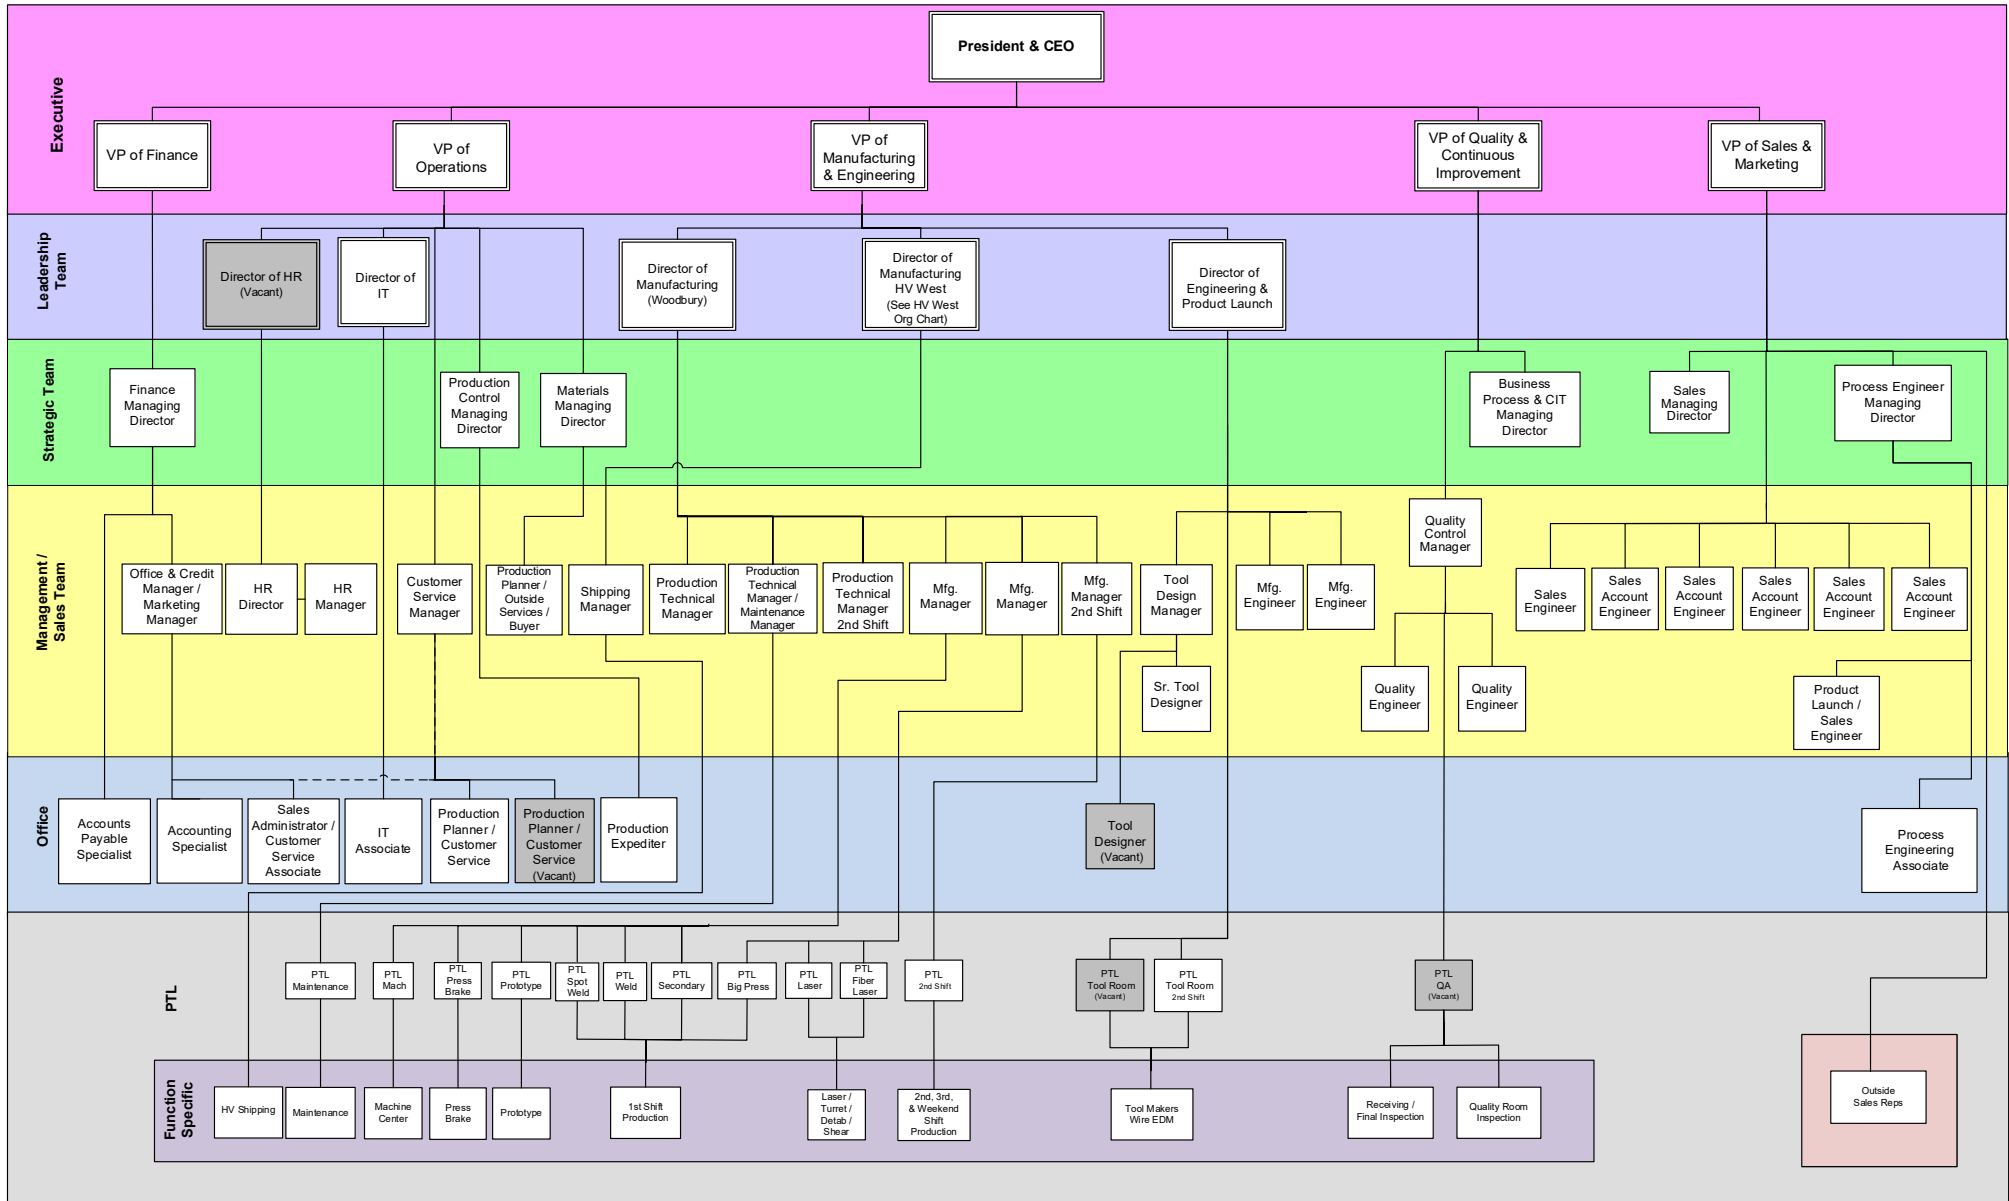 President & CEO
Executive
VP of Finance
VP of
Operations
VP of
Manufacturing
& Engineering
VP of Quality &
Continuous
Improvement
VP of Sales &
Marketing
Leadership
Team
Director of HR
(Vacant)
Director of
IT
Director of
Manufacturing
(Woodbury)
Director of
Manufacturing
HV West
(See HV West
Org Chart)
Director of
Engineering &
Product Launch
Strategic Team
Finance
Managing
Director
Production
Control
Managing
Director
Materials
Managing
Director
Business
Process & CIT
Managing
Director
Sales
Managing
Director
Process Engineer
Managing
Director
Management /
Sales Team
Quality
Control
Manager
Office & Credit
Manager /
Marketing
Manager
HR
Director
HR
Manager
Customer
Service
Manager
Production
Planner /
Outside
Services /
Buyer
Shipping
Manager
Production
Technical
Manager
Production
Technical
Manager /
Maintenance
Manager
Production
Technical
Manager
2nd Shift
Mfg.
Manager
Mfg.
Manager
Mfg.
Manager
2nd Shift
Tool
Design
Manager
Mfg.
Engineer
Mfg.
Engineer
Sales
Engineer
Sales
Account
Engineer
Sales
Account
Engineer
Sales
Account
Engineer
Sales
Account
Engineer
Sales
Account
Engineer
Sr. Tool
Designer
Quality
Engineer
Quality
Engineer
Product
Launch /
Sales
Engineer
Office
Accounts
Payable
Specialist
Accounting
Specialist
Sales
Administrator /
Customer
Service
Associate
IT
Associate
Production
Planner /
Customer
Service
Production
Planner /
Customer
Service
(Vacant)
Production
Expediter
Tool
Designer
(Vacant)
Process
Engineering
Associate
PTL
PTL
Maintenance
PTL
Mach
PTL
Press
Brake
PTL
Prototype
PTL
Spot
Weld
PTL
Weld
PTL
Secondary
PTL
Big Press
PTL
Laser
PTL
Fiber
Laser
PTL
2nd Shift
PTL
Tool Room
(Vacant)
PTL
Tool Room
2nd Shift
PTL
QA
(Vacant)
Function
Specific
HV Shipping
Maintenance
Machine
Center
Press
Brake
Prototype
1st Shift
Production
Laser /
Turret /
Detab /
Shear
2nd, 3rd,
& Weekend
Shift
Production
Tool Makers
Wire EDM
Receiving /
Final Inspection
Quality Room
Inspection
Outside
Sales Reps